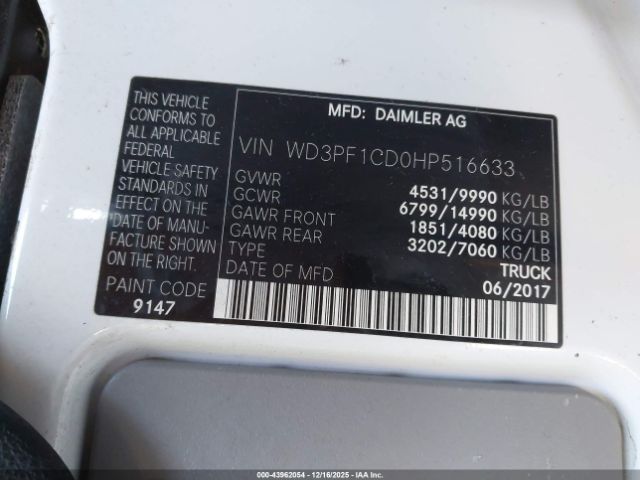 THIS VEHICLE
CONFORMS TO
ALL APPLICABLE
FEDERAL
VEHICLE SAFETY
STANDARDS IN
EFFECT ON THE
"DATE OF MANU-
FACTURE SHOWN
ON THE RIGHT.
PAINT CODE
9147
MFD: DAIMLER AG
VIN WD3PF1CD0HP516633
GVWR 4531/9990 KG/LB
GCWR 6799/14990 KG/LB
GAWR FRONT 1851/4080 KG/LB
GAWR REAR 3202/7060 KG/LB
TYPE TRUCK
DATE OF MFD 06/2017
000-43962054 - 12/16/2025 - IAA Inc.